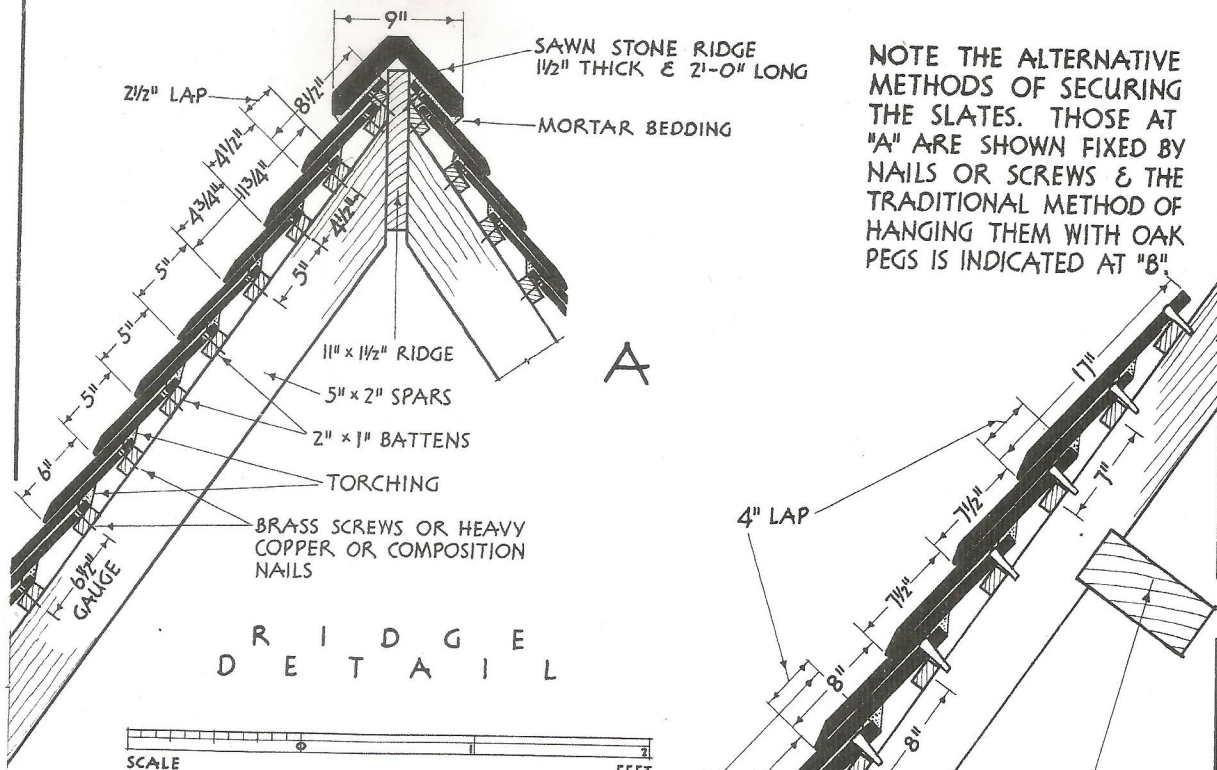 9"
SAWN STONE RIDGE
1½" THICK & 2'-0" LONG
MORTAR BEDDING
2½" LAP
8½"
4½"
11¾"
4¾"
4½"
5"
5"
5"
5"
6"
6½"
GAUGE
11" x 1½" RIDGE
5" x 2" SPARS
2" x 1" BATTENS
TORCHING
BRASS SCREWS OR HEAVY
COPPER OR COMPOSITION
NAILS
A
RIDGE
DETAIL
0
1
2
SCALE
FEET
NOTE THE ALTERNATIVE
METHODS OF SECURING
THE SLATES. THOSE AT
"A" ARE SHOWN FIXED BY
NAILS OR SCREWS & THE
TRADITIONAL METHOD OF
HANGING THEM WITH OAK
PEGS IS INDICATED AT "B".
17"
4" LAP
7"
7½"
7½"
8"
8"